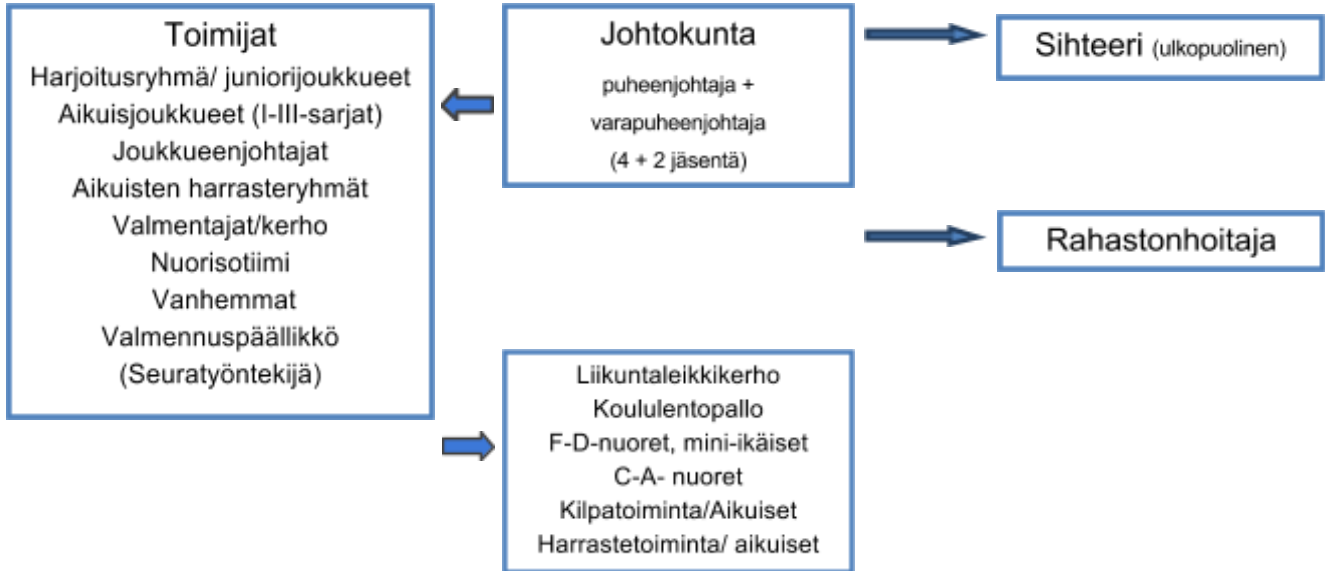 Toimijat
Harjoitusryhmä/ juniorijoukkueet
Aikuisjoukkueet (I-III-sarjat)
Joukkueenjohtajat
Aikuisten harrasteryhmät
Valmentajat/kerho
Nuorisotiimi
Vanhemmat
Valmennuspäällikkö
(Seuratyöntekijä)
Johtokunta
puheenjohtaja +
varapuheenjohtaja
(4 + 2 jäsentä)
Sihteeri (ulkopuolinen)
Rahastonhoitaja
Liikuntaleikkikerho
Koululentopallo
F-D-nuoret, mini-ikäiset
C-A- nuoret
Kilpatoiminta/Aikuiset
Harrastetoiminta/ aikuiset